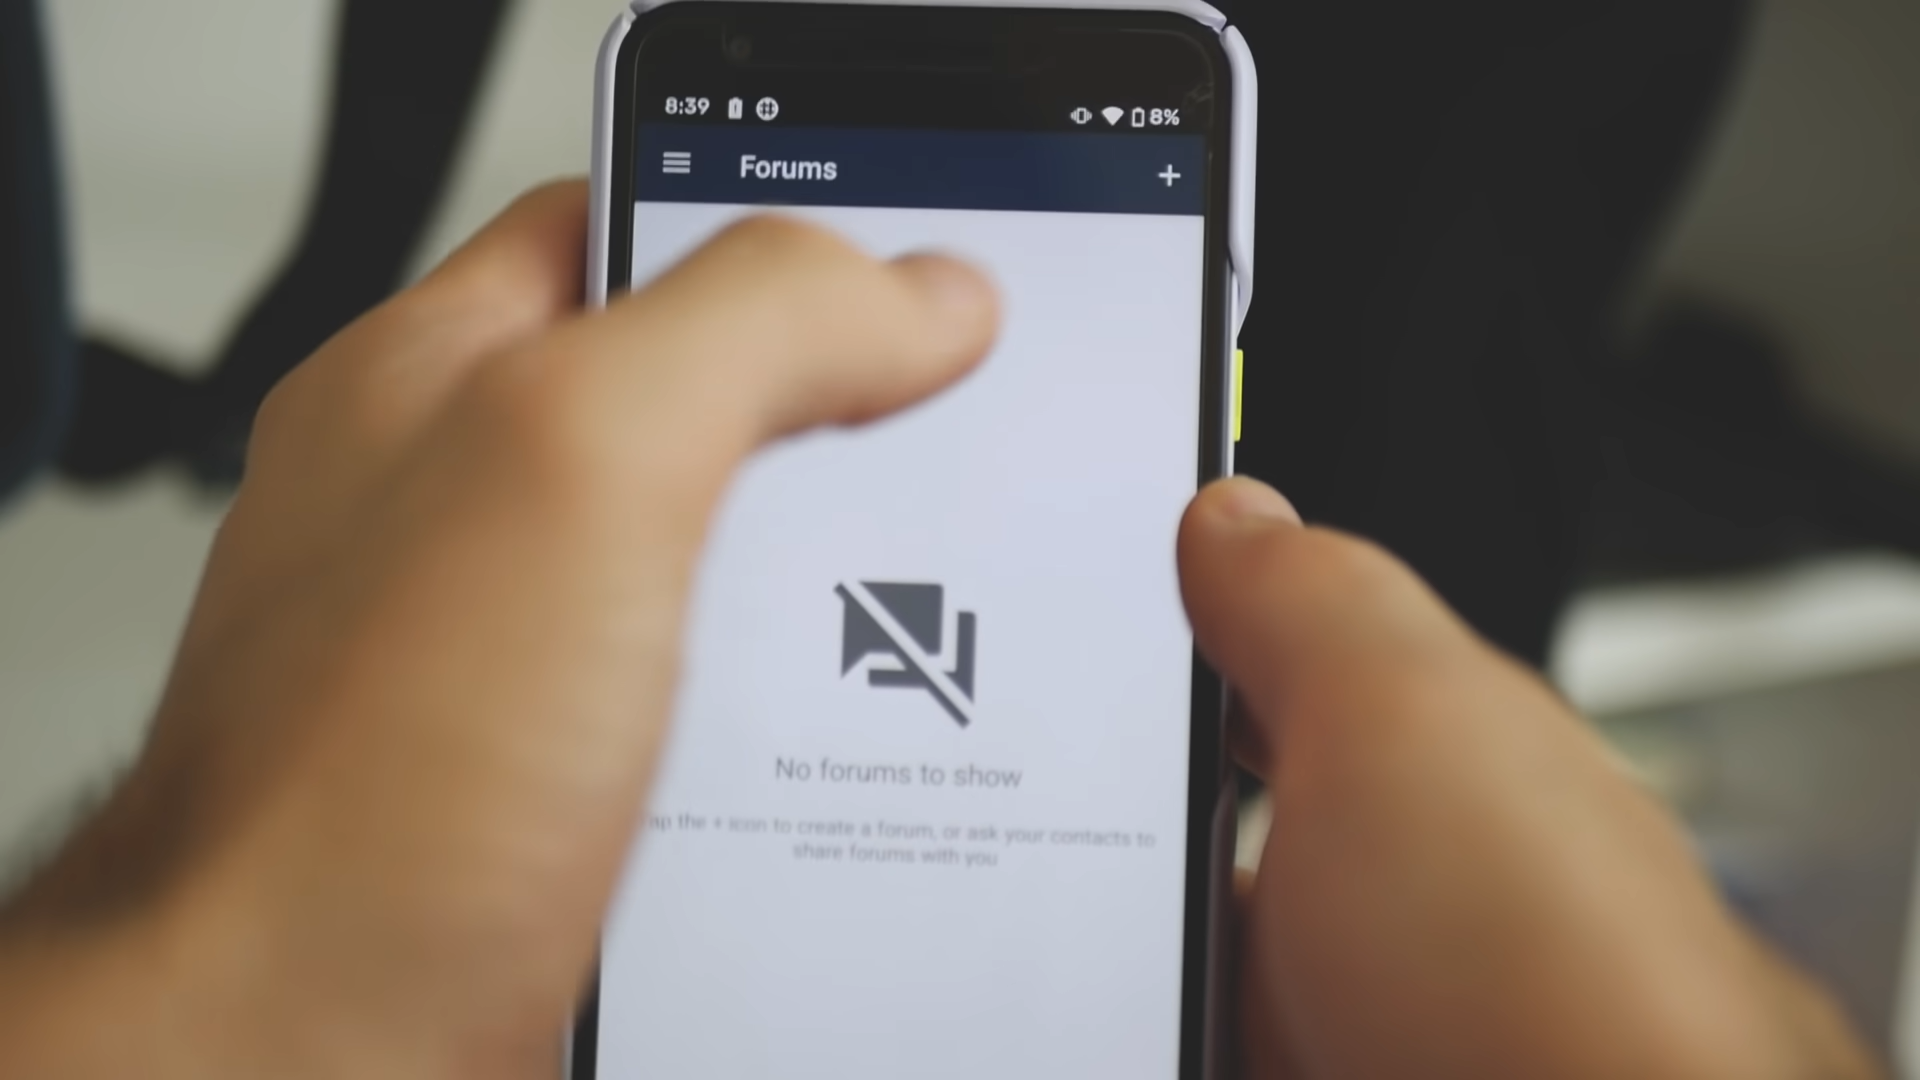 8:39 8%
Forums +
No forums to show
the + icon to create a forum, or ask your contacts to
share forums with you